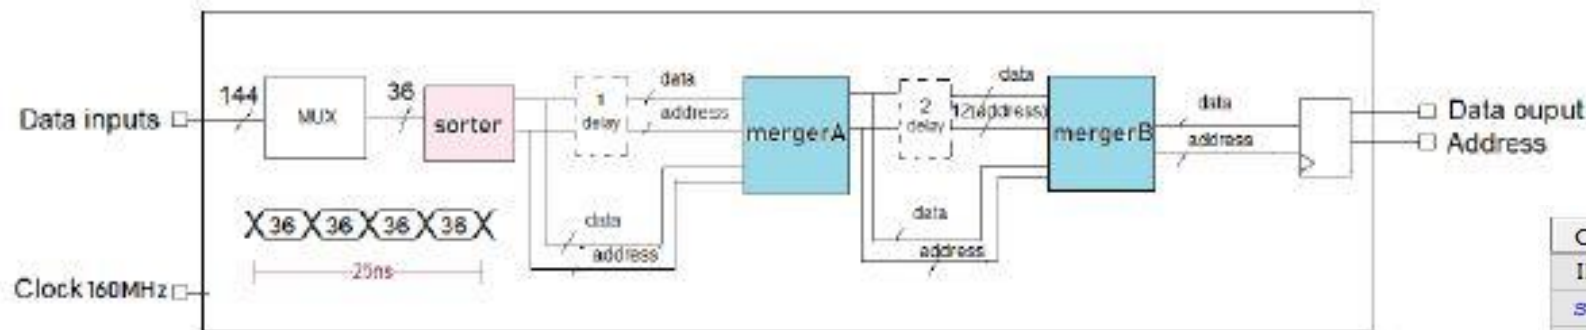 Data inputs
144
MUX
36
sorter
1
delay
data
address
data
address
mergerA
2
delay
data
12(address)
data
address
mergerB
data
address
Data ouput
Address
36 36 36 36
25ns
Clock 160MHz